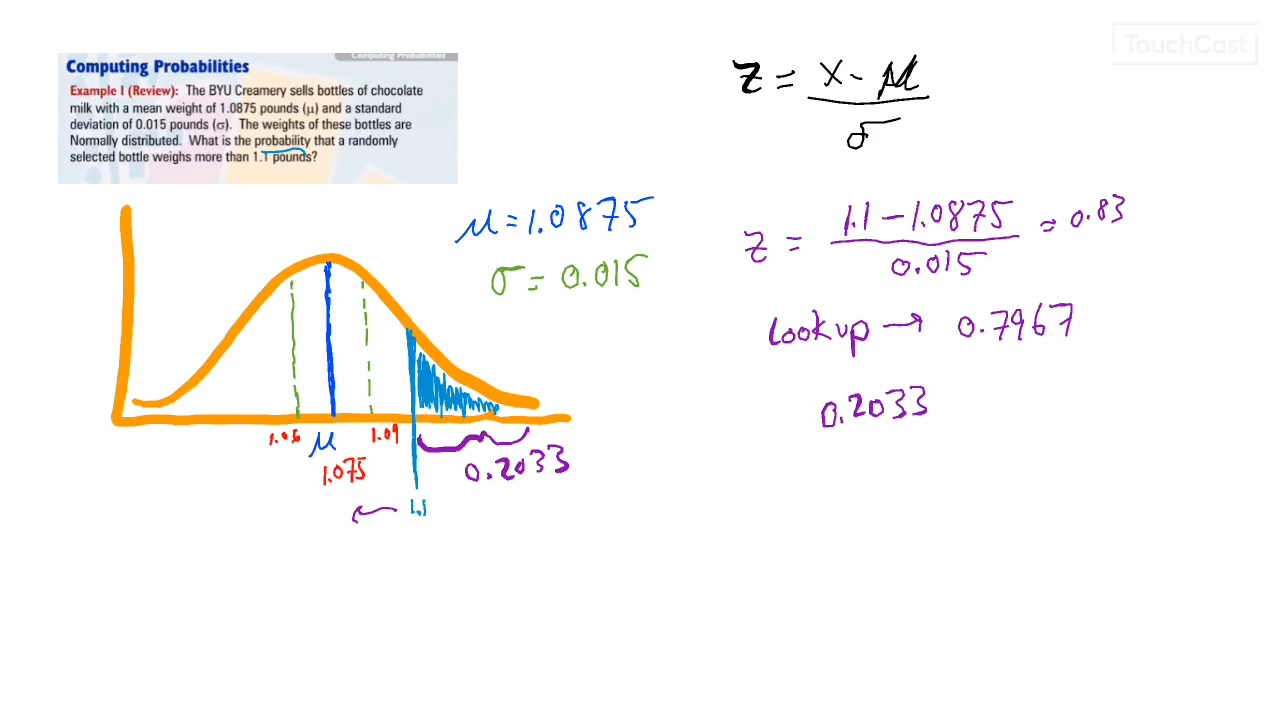 TouchCast
Computing Probabilities
Computing Probabilities
Example I (Review): The BYU Creamery sells bottles of chocolate
milk with a mean weight of 1.0875 pounds (μ) and a standard
deviation of 0.015 pounds (σ). The weights of these bottles are
Normally distributed. What is the probability that a randomly
selected bottle weighs more than 1.1 pounds?
z = x - μ
σ
μ = 1.0875
σ = 0.015
z = 1.1 - 1.0875 = 0.83
0.015
Lookup → 0.7967
0.2033
1.06 μ 1.09
1.075
0.2033
1.1